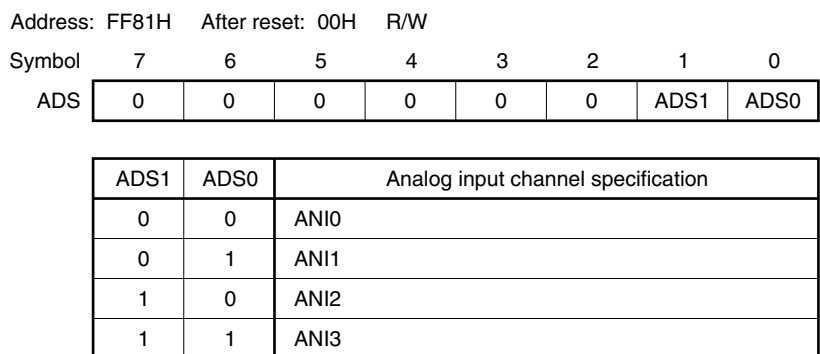 Address: FF81H After reset: 00H R/W
Symbol 7 6 5 4 3 2 1 0
ADS 0 0 0 0 0 0 ADS1 ADS0
ADS1 ADS0 Analog input channel specification
0 0 ANI0
0 1 ANI1
1 0 ANI2
1 1 ANI3